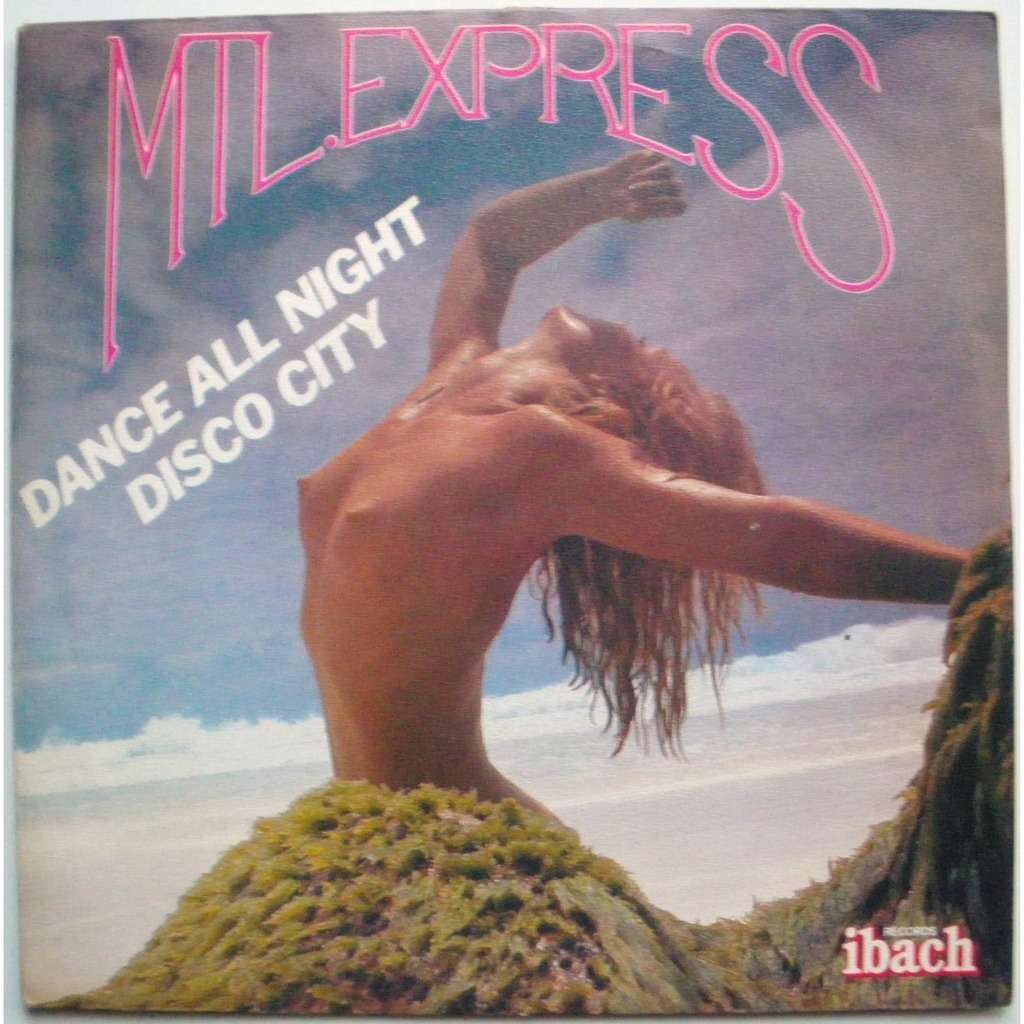 MTL.EXPRESS
DANCE ALL NIGHT
DISCO CITY
RECORDS
ibach